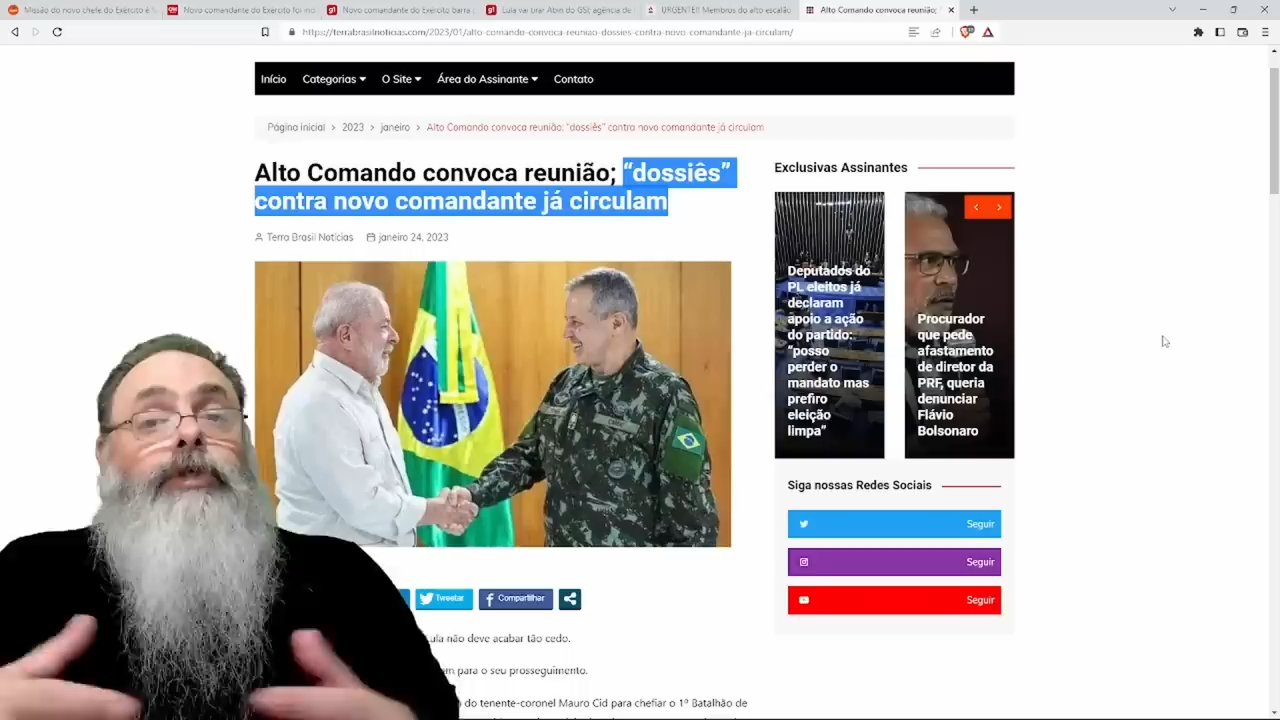 Missão do novo chefe do Exército é
Novo comandante do Exército foi ind
Novo comandante do Exército barra
Lula vai tirar Abin do GSI; agência de
URGENTE!! Membros do alto escalão
Alto Comando convoca reunião;
https://terrabrasilnoticias.com/2023/01/alto-comando-convoca-reuniao-dossies-contra-novo-comandante-ja-circulam/
Início Categorias O Site Área do Assinante Contato
Página inicial > 2023 > janeiro > Alto Comando convoca reunião; "dossiês" contra novo comandante já circulam
Alto Comando convoca reunião; “dossiês”
contra novo comandante já circulam
Terra Brasil Notícias janeiro 24, 2023
Tweetar Compartilhar
ula não deve acabar tão cedo.
m para o seu prosseguimento.
do tenente-coronel Mauro Cid para chefiar o 1º Batalhão de
Exclusivas Assinantes
Deputados do
PL eleitos já
declaram
apoio a ação
do partido:
“posso
perder o
mandato mas
prefiro
eleição
limpa”
Procurador
que pede
afastamento
de diretor da
PRF, queria
denunciar
Flávio
Bolsonaro
Siga nossas Redes Sociais
Seguir
Seguir
Seguir